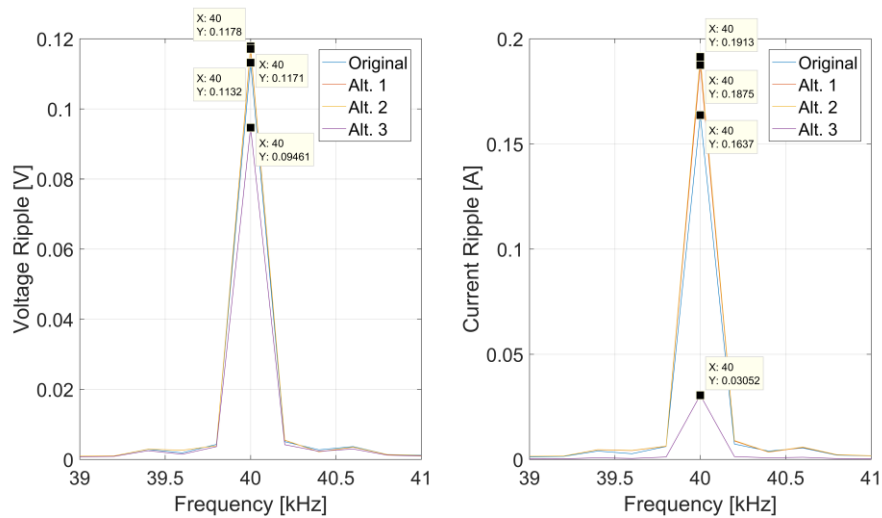 X: 40
Y: 0.1178
X: 40
Y: 0.1171
X: 40
Y: 0.1132
X: 40
Y: 0.09461
Original
Alt. 1
Alt. 2
Alt. 3
0.12
0.1
0.08
0.06
0.04
0.02
0
Voltage Ripple [V]
39
39.5
40
40.5
41
Frequency [kHz]
X: 40
Y: 0.1913
X: 40
Y: 0.1875
X: 40
Y: 0.1637
X: 40
Y: 0.03052
Original
Alt. 1
Alt. 2
Alt. 3
0.2
0.15
0.1
0.05
0
Current Ripple [A]
39
39.5
40
40.5
41
Frequency [kHz]